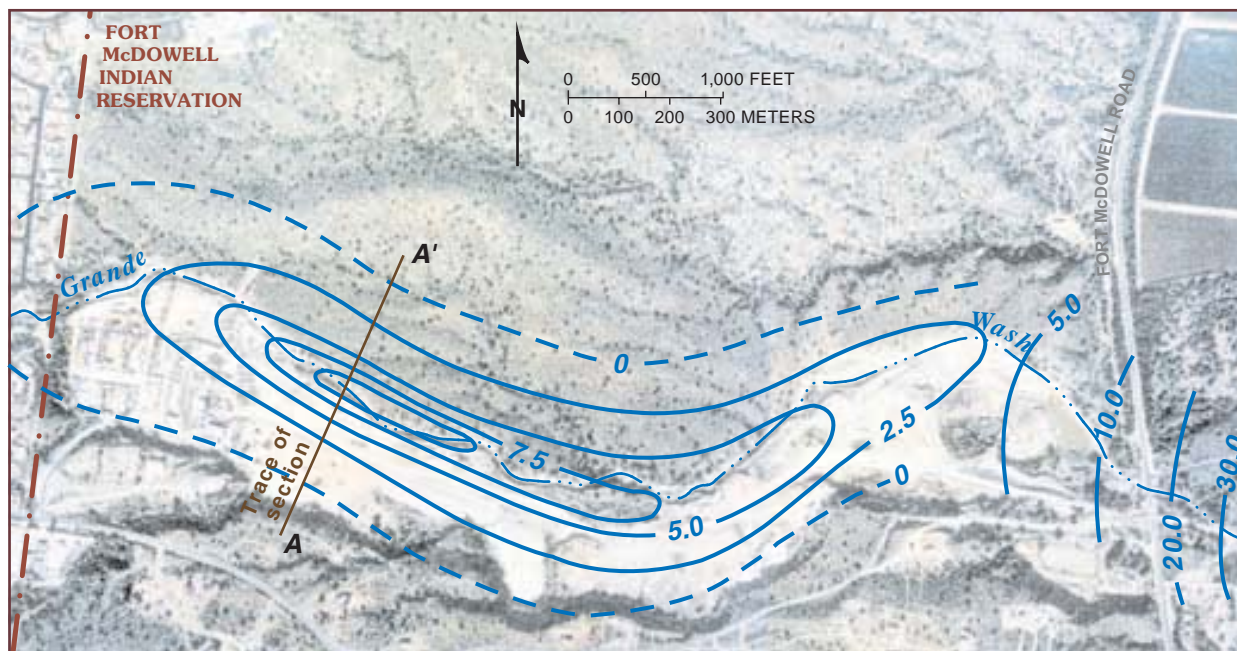 FORT
McDOWELL
INDIAN
RESERVATION
0 500 1,000 FEET
N
0 100 200 300 METERS
FORT McDOWELL ROAD
A'
Grande
Wash
5.0
0
10.0
7.5
2.5
Trace of
section
0
30.0
5.0
20.0
A